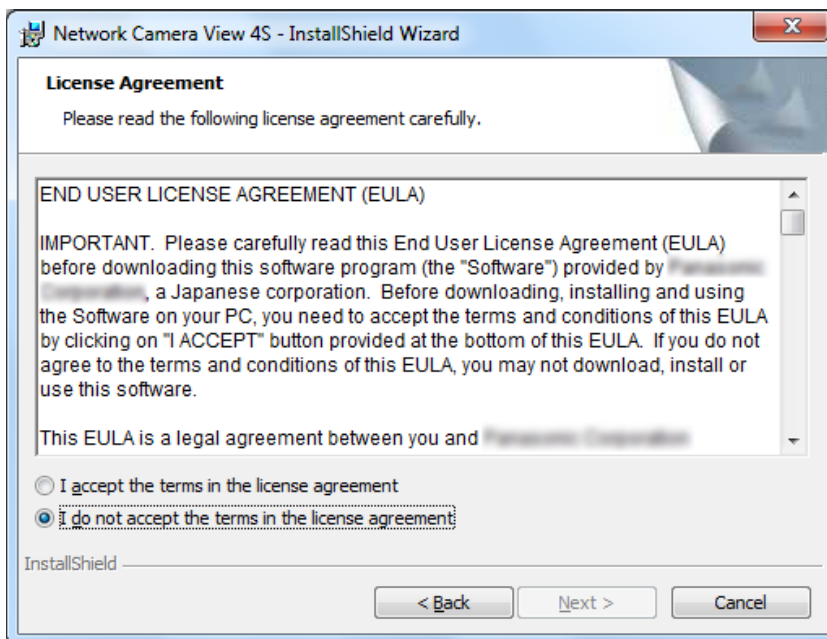 Network Camera View 4S - InstallShield Wizard
License Agreement
Please read the following license agreement carefully.
END USER LICENSE AGREEMENT (EULA)
IMPORTANT.  Please carefully read this End User License Agreement (EULA)
before downloading this software program (the "Software") provided by
, a Japanese corporation.  Before downloading, installing and using
the Software on your PC, you need to accept the terms and conditions of this EULA
by clicking on "I ACCEPT" button provided at the bottom of this EULA.  If you do not
agree to the terms and conditions of this EULA, you may not download, install or
use this software.
This EULA is a legal agreement between you and
I accept the terms in the license agreement
I do not accept the terms in the license agreement
InstallShield
< Back
Next >
Cancel